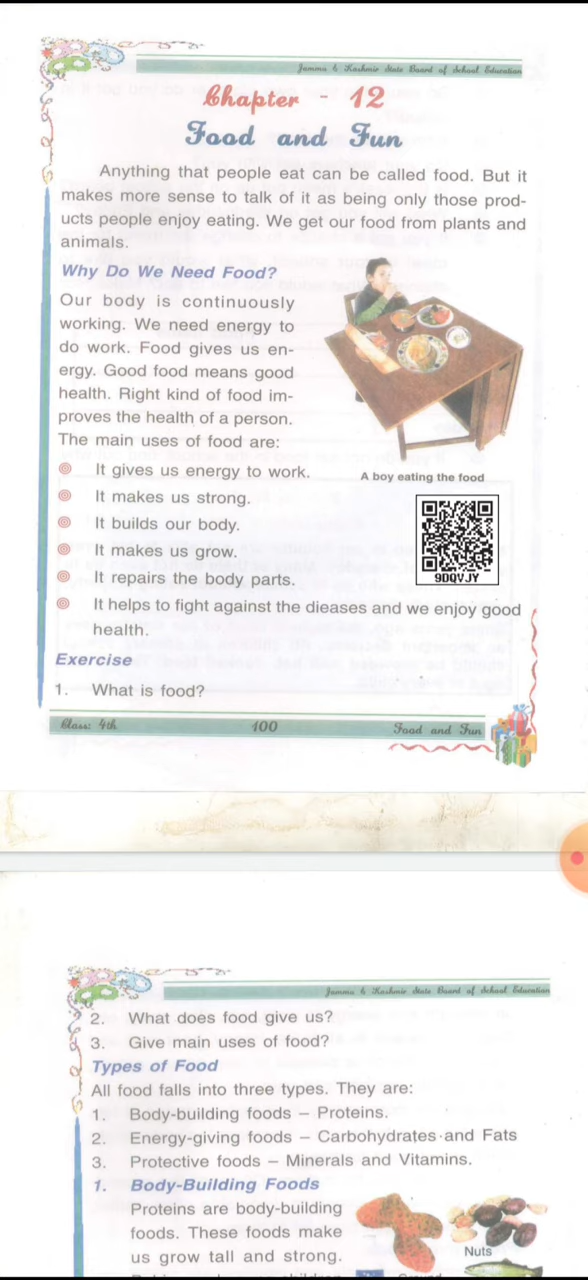 Jammu & Kashmir State Board of School Education
Chapter - 12
Food and Fun
Anything that people eat can be called food. But it
makes more sense to talk of it as being only those prod-
ucts people enjoy eating. We get our food from plants and
animals.
Why Do We Need Food?
Our body is continuously
working. We need energy to
do work. Food gives us en-
ergy. Good food means good
health. Right kind of food im-
proves the health of a person.
The main uses of food are:
It gives us energy to work.
A boy eating the food
It makes us strong.
It builds our body.
It makes us grow.
It repairs the body parts.
9DQVJY
It helps to fight against the dieases and we enjoy good
health.
Exercise
1. What is food?
Class: 4th 100 Food and Fun
Jammu & Kashmir State Board of School Education
2. What does food give us?
3. Give main uses of food?
Types of Food
All food falls into three types. They are:
1. Body-building foods – Proteins.
2. Energy-giving foods – Carbohydrates and Fats
3. Protective foods – Minerals and Vitamins.
1. Body-Building Foods
Proteins are body-building
foods. These foods make
us grow tall and strong.
Nuts